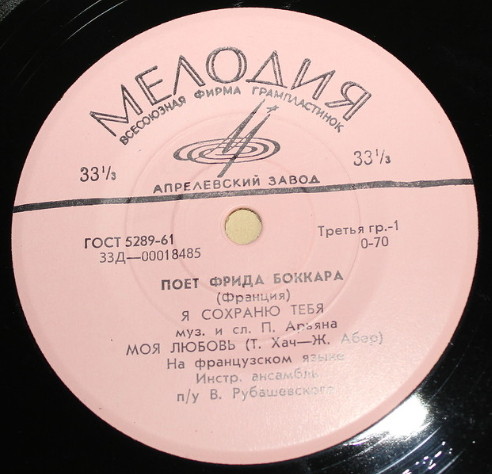 МЕЛОДИЯ
ВСЕСОЮЗНАЯ ФИРМА ГРАМПЛАСТИНОК
33⅓ 33⅓
АПРЕЛЕВСКИЙ ЗАВОД
ГОСТ 5289-61 Третья гр.-1
33Д—00018485 0-70
ПОЕТ ФРИДА БОККАРА
(Франция)
Я СОХРАНЮ ТЕБЯ
муз. и сл. П. Арьяна
МОЯ ЛЮБОВЬ (Т. Хач—Ж. Абер)
На французском языке
Инстр. ансамбль
п/у В. Рубашевского